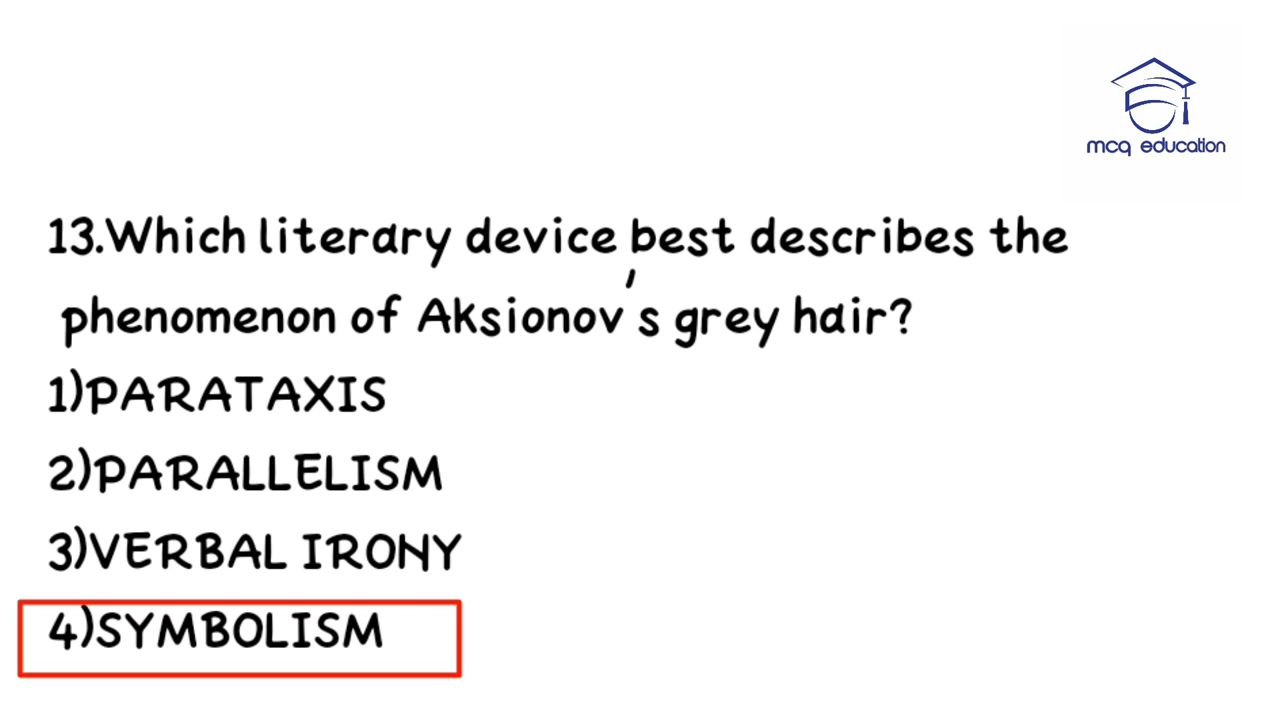 mcq education
13.Which literary device best describes the
phenomenon of Aksionov's grey hair?
1)PARATAXIS
2)PARALLELISM
3)VERBAL IRONY
4)SYMBOLISM